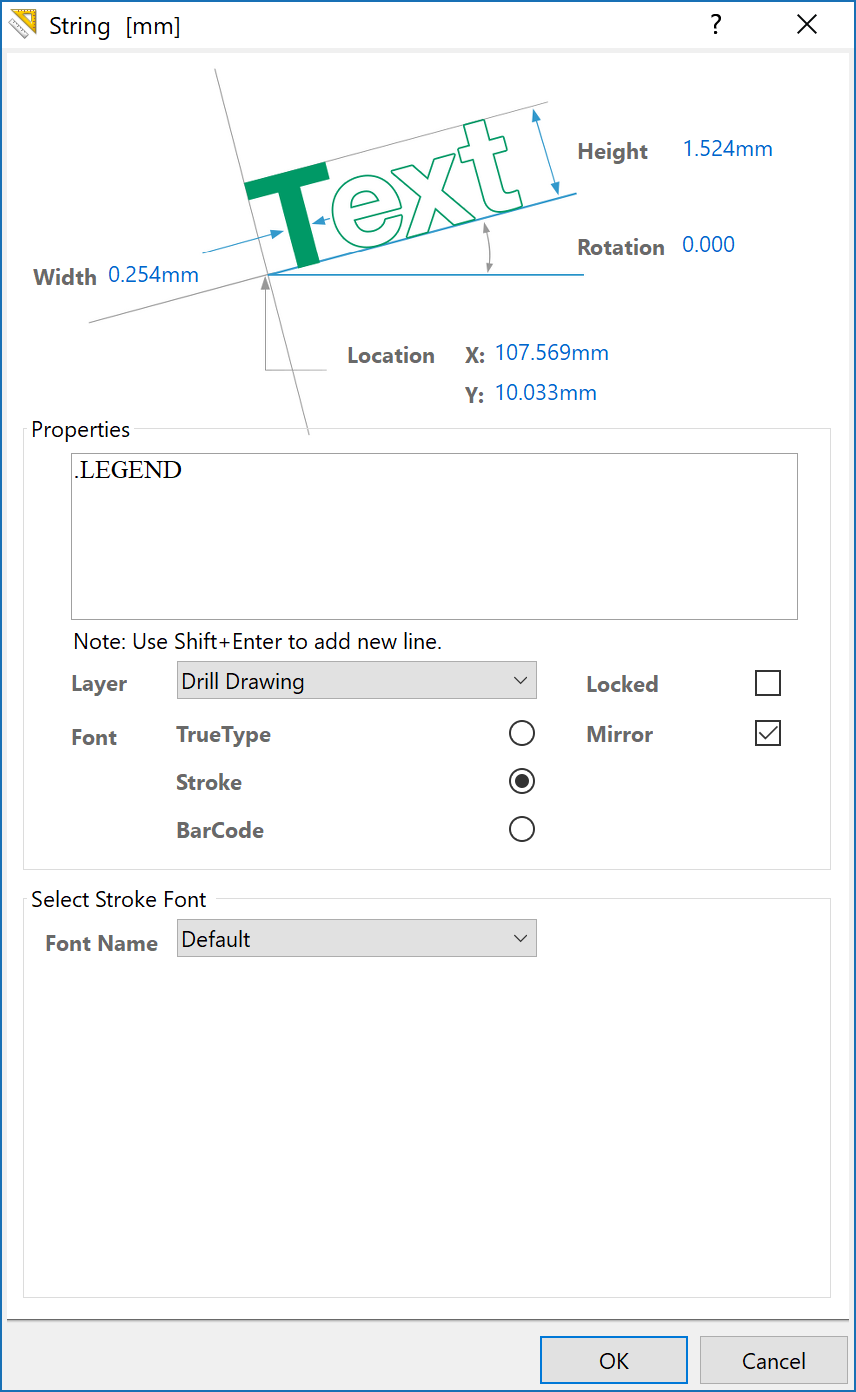 String [mm]
?
Text
Height 1.524mm
Rotation 0.000
Width 0.254mm
Location X: 107.569mm
Y: 10.033mm
Properties
.LEGEND
Note: Use Shift+Enter to add new line.
Layer Drill Drawing Locked
Font TrueType Mirror
Stroke
BarCode
Select Stroke Font
Font Name Default
OK Cancel